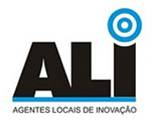 ALI
AGENTES LOCAIS DE INOVAÇÃO